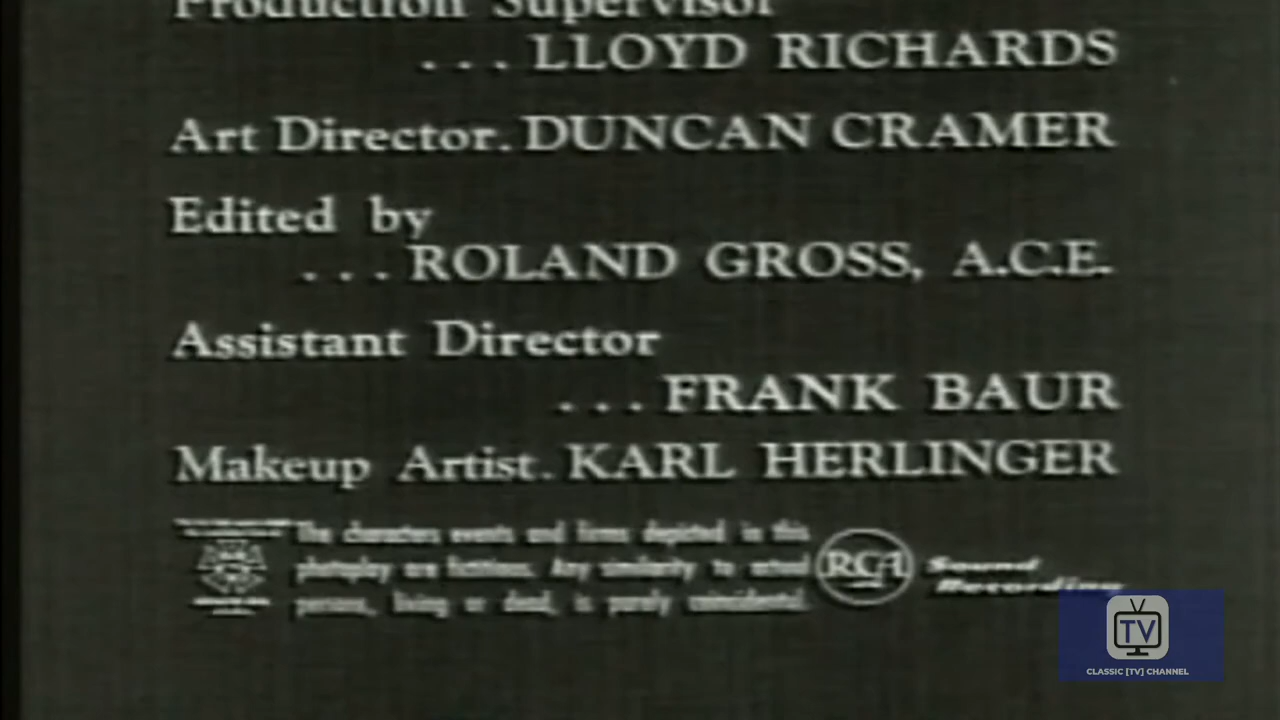 Production Supervisor
...LLOYD RICHARDS
Art Director.DUNCAN CRAMER
Edited by
...ROLAND GROSS, A.C.E.
Assistant Director
...FRANK BAUR
Makeup Artist.KARL HERLINGER
The characters events and firms depicted in this
photoplay are fictitious. Any similarity to actual
persons, living or dead, is purely coincidental.
RCA
Sound
Recording
TV
CLASSIC [TV] CHANNEL